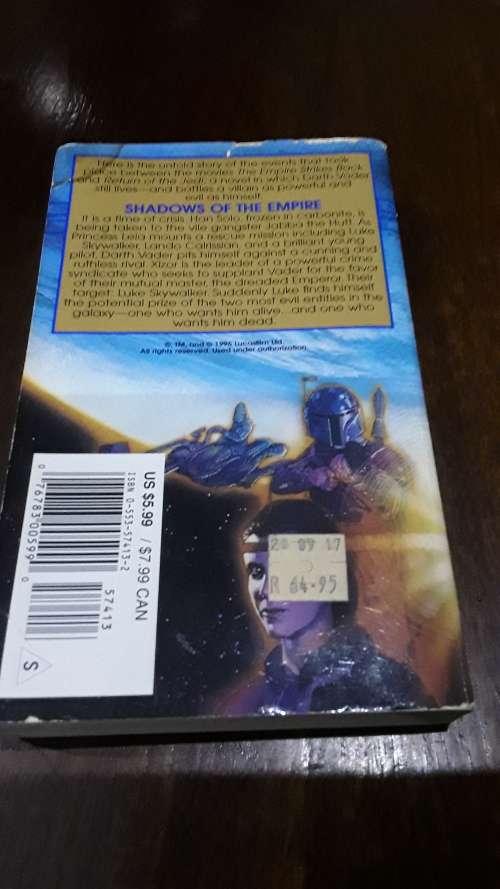 Here is the untold story of the events that took
place between the movies The Empire Strikes Back
and Return of the Jedi, a novel in which Darth Vader
still lives—and battles a villain as powerful and
evil as himself.
SHADOWS OF THE EMPIRE
It is a time of crisis. Han Solo, frozen in carbonite, is
being taken to the vile gangster Jabba the Hutt. As
Princess Leia mounts a rescue mission including Luke
Skywalker, Lando Calrissian, and a brilliant young
pilot, Darth Vader pits himself against a cunning and
ruthless rival. Xizor is the leader of a powerful crime
syndicate who seeks to supplant Vader for the favor
of their mutual master, the dreaded Emperor. Their
target: Luke Skywalker. Suddenly Luke finds himself
the potential prize of the two most evil entities in the
galaxy—one who wants him alive...and one who
wants him dead.
®, TM, and © 1996 Lucasfilm Ltd.
All rights reserved. Used under authorization.
US $5.99 / $7.99 CAN
ISBN 0-553-57413-2
0 76783 00599 0
57413
S
20 09 17
R 64.95